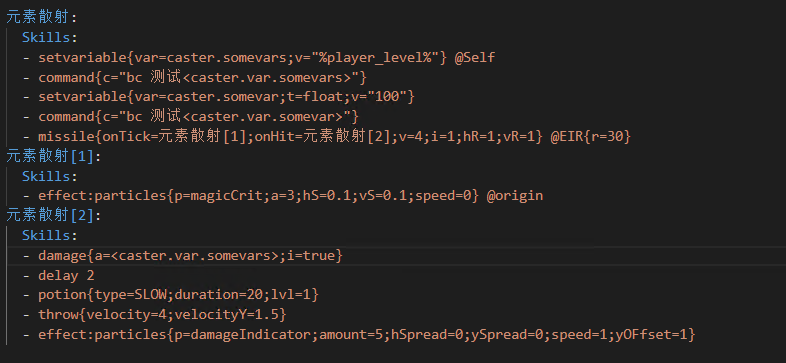 元素散射:
  Skills:
  - setvariable{var=caster.somevars;v="%player_level%"} @Self
  - command{c="bc 测试<caster.var.somevars>"}
  - setvariable{var=caster.somevar;t=float;v="100"}
  - command{c="bc 测试<caster.var.somevar>"}
  - missile{onTick=元素散射[1];onHit=元素散射[2];v=4;i=1;hR=1;vR=1} @EIR{r=30}
元素散射[1]:
  Skills:
  - effect:particles{p=magicCrit;a=3;hS=0.1;vS=0.1;speed=0} @origin
元素散射[2]:
  Skills:
  - damage{a=<caster.var.somevars>;i=true}
  - delay 2
  - potion{type=SLOW;duration=20;lvl=1}
  - throw{velocity=4;velocityY=1.5}
  - effect:particles{p=damageIndicator;amount=5;hSpread=0;ySpread=0;speed=1;yOFfset=1}